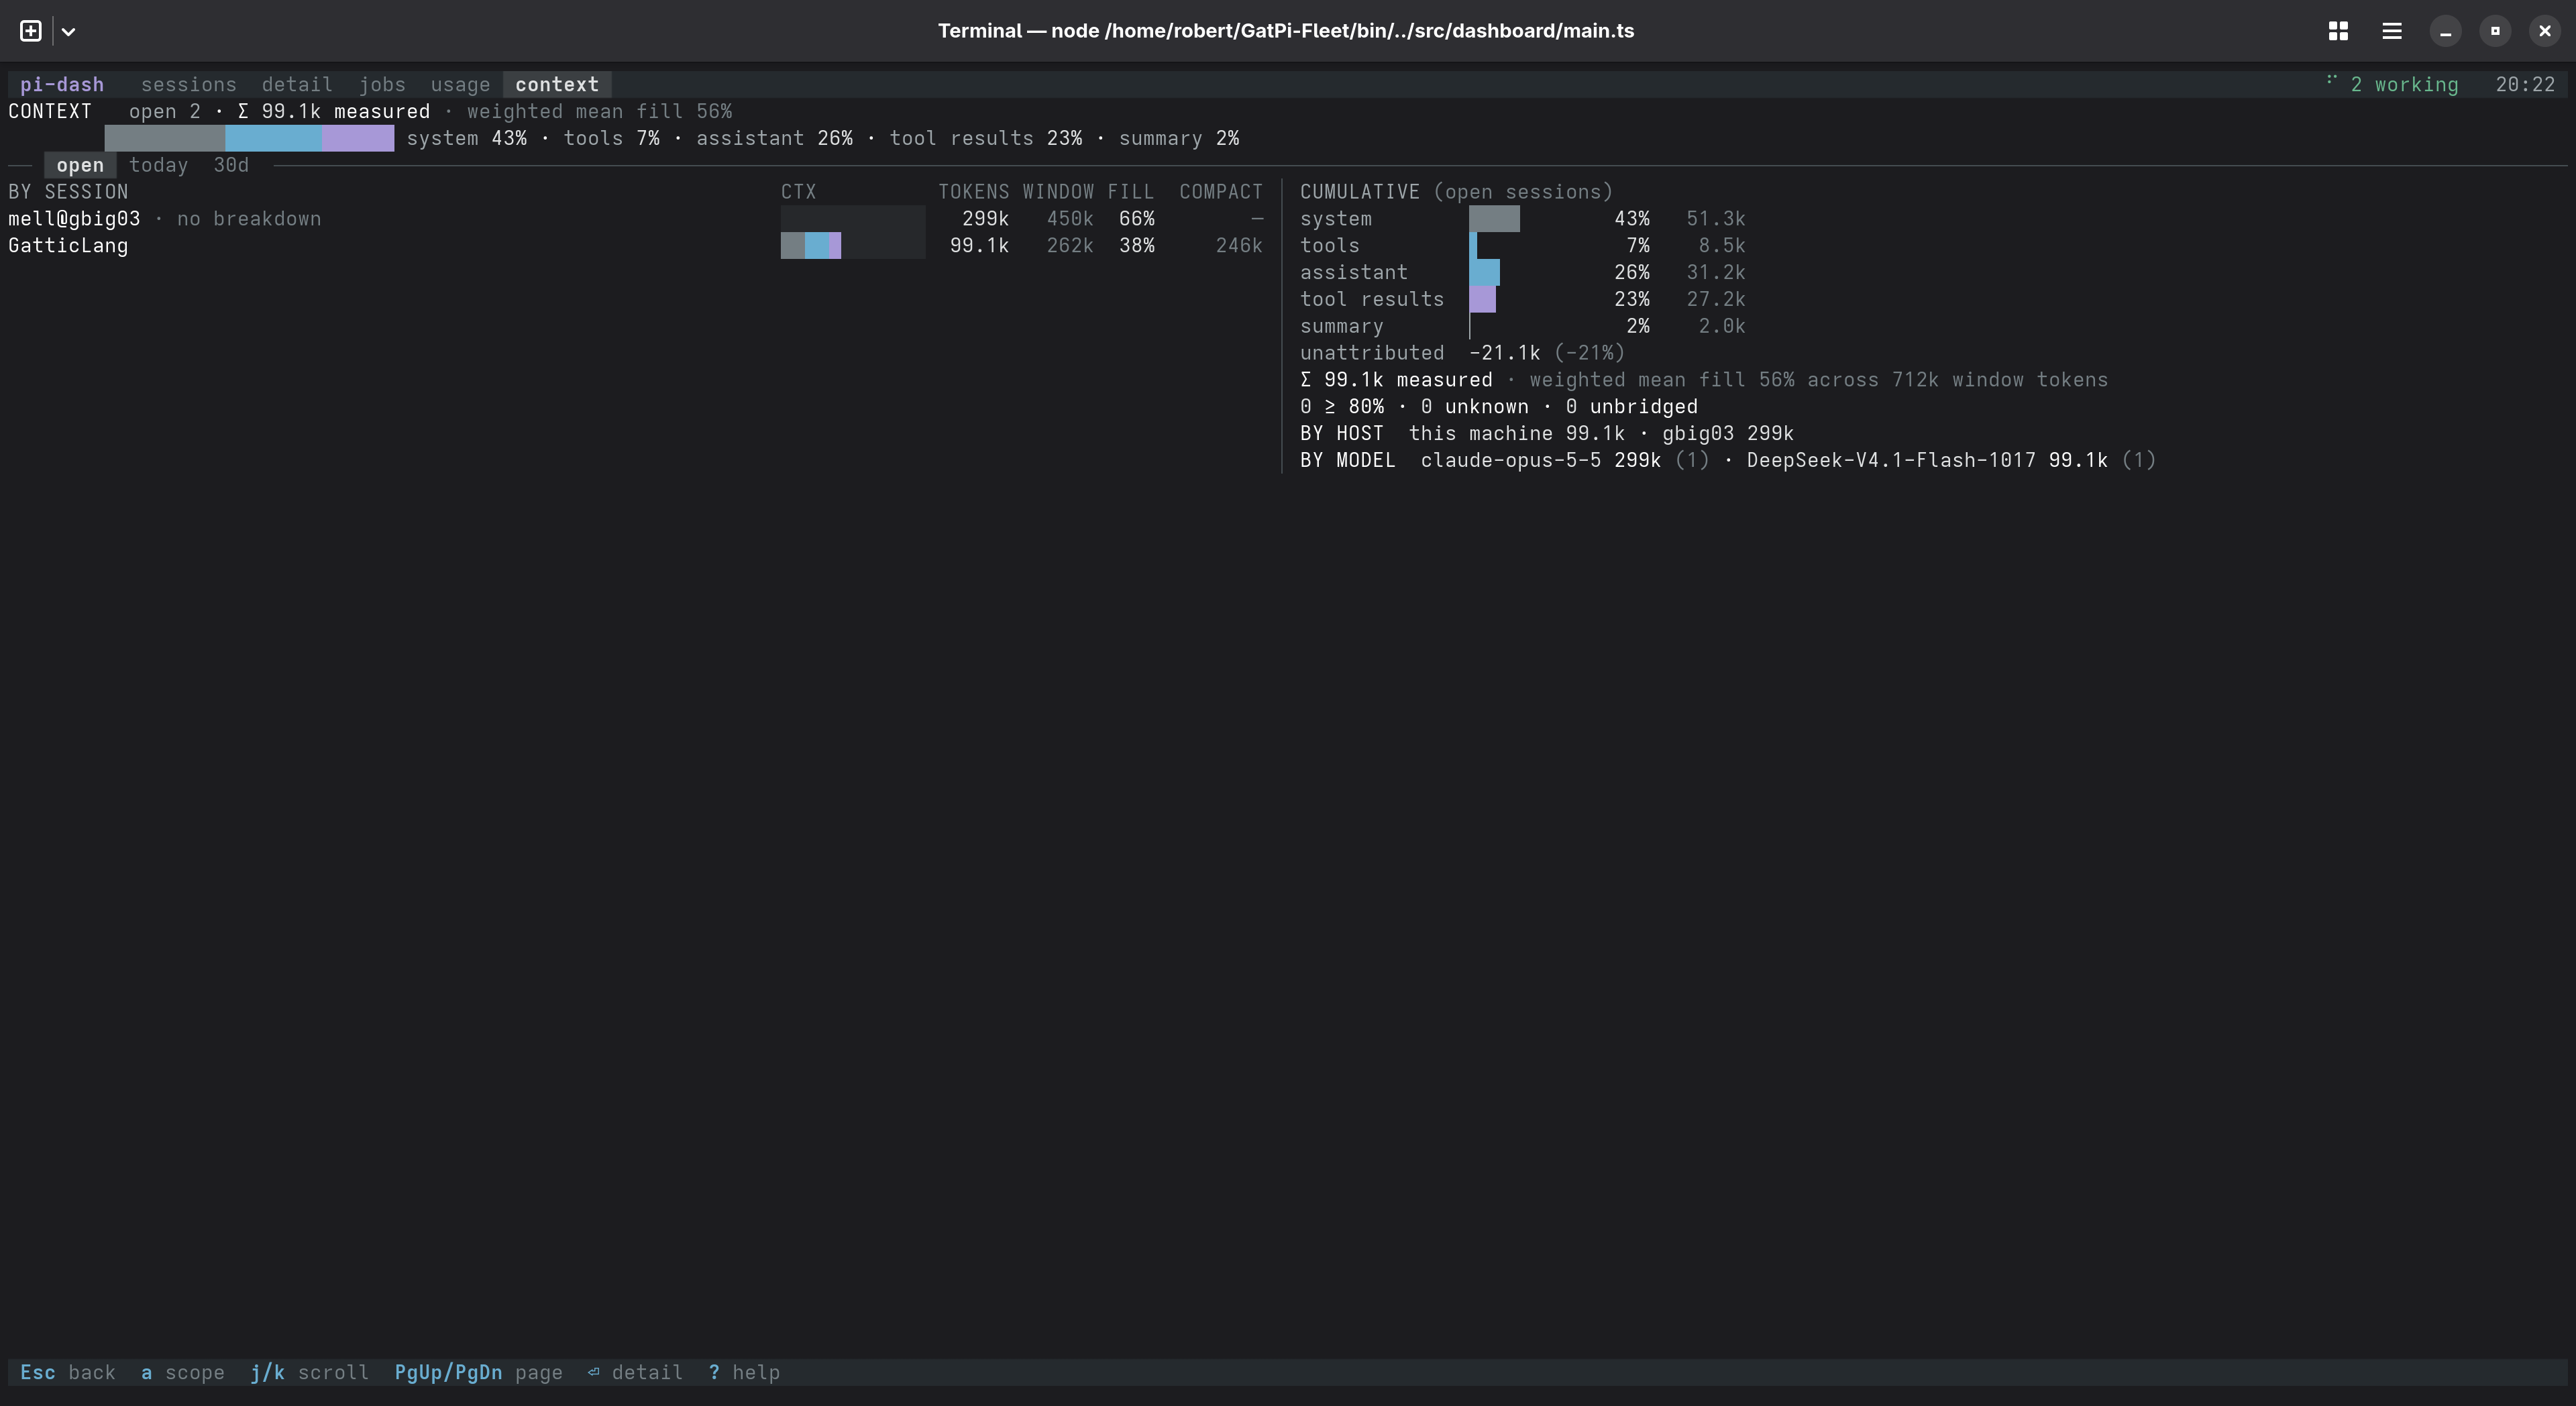 Terminal — node /home/robert/GatPi-Fleet/bin/../src/dashboard/main.ts
pi-dash sessions detail jobs usage context 2 working 20:22
CONTEXT open 2 · Σ 99.1k measured · weighted mean fill 56%
system 43% · tools 7% · assistant 26% · tool results 23% · summary 2%
open today 30d
BY SESSION CTX TOKENS WINDOW FILL COMPACT
mell@gbig03 · no breakdown 299k 450k 66% —
GatticLang 99.1k 262k 38% 246k
CUMULATIVE (open sessions)
system 43% 51.3k
tools 7% 8.5k
assistant 26% 31.2k
tool results 23% 27.2k
summary 2% 2.0k
unattributed -21.1k (-21%)
Σ 99.1k measured · weighted mean fill 56% across 712k window tokens
0 ≥ 80% · 0 unknown · 0 unbridged
BY HOST this machine 99.1k · gbig03 299k
BY MODEL claude-opus-5-5 299k (1) · DeepSeek-V4.1-Flash-1017 99.1k (1)
Esc back a scope j/k scroll PgUp/PgDn page ⏎ detail ? help